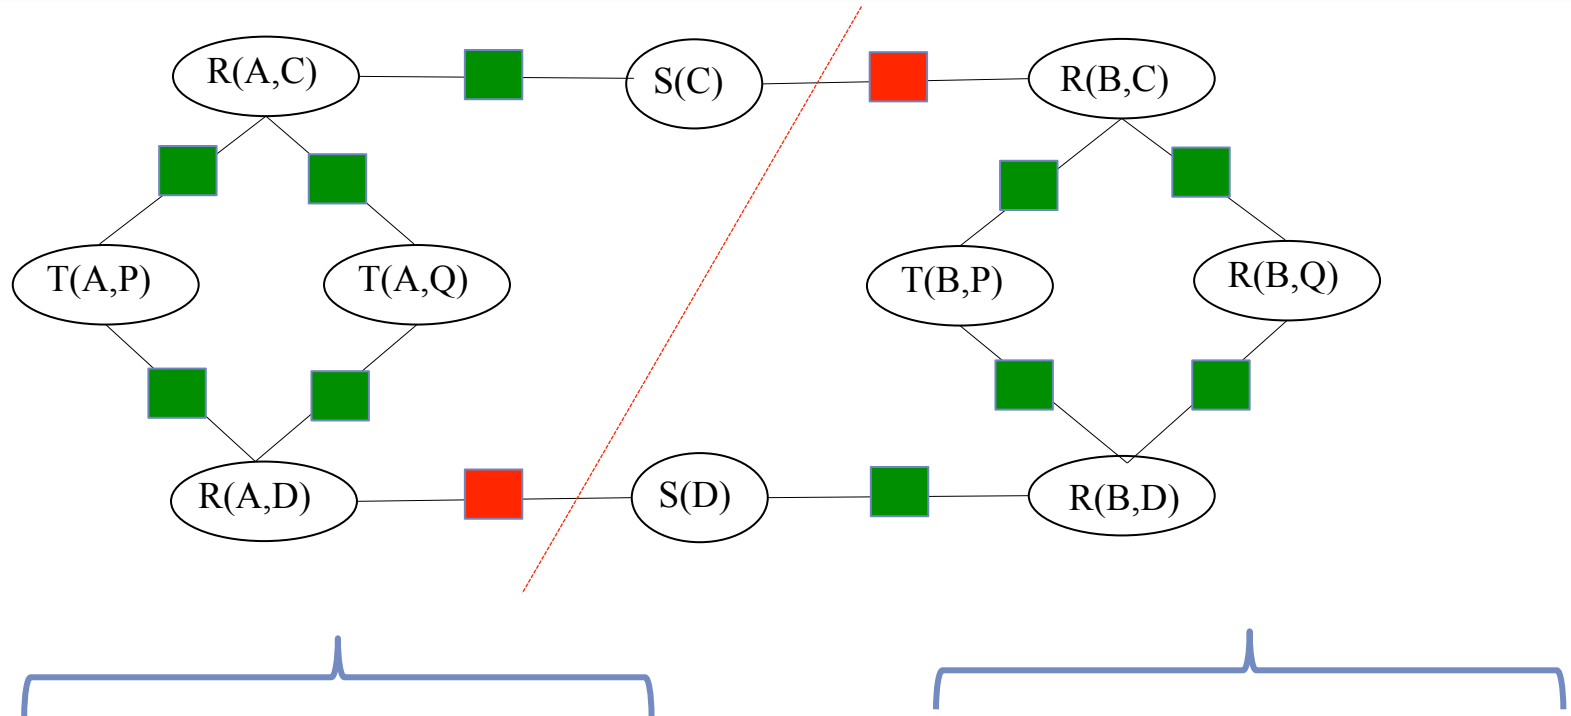 R(A,C)
S(C)
R(B,C)
T(A,P)
T(A,Q)
T(B,P)
R(B,Q)
R(A,D)
S(D)
R(B,D)